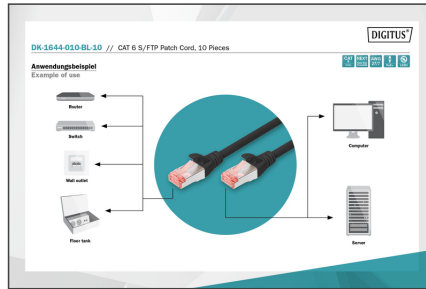 DIGITUS®
DK-1644-010-BL-10 // CAT 6 S/FTP Patch Cord, 10 Pieces
Anwendungsbeispiel
Example of use
Router
Switch
Wall outlet
Floor tank
Computer
Server